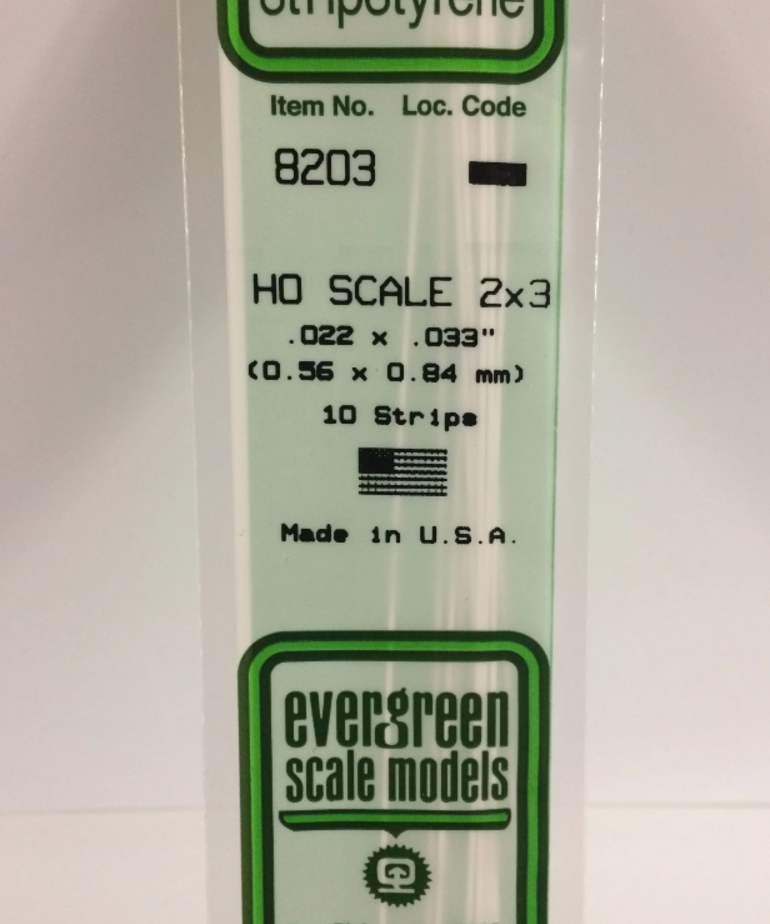 Stripstyrene
Item No. Loc. Code
8203
HO SCALE 2x3
.022 x .033"
(0.56 x 0.84 mm)
10 Strips
Made in U.S.A.
evergreen
scale models